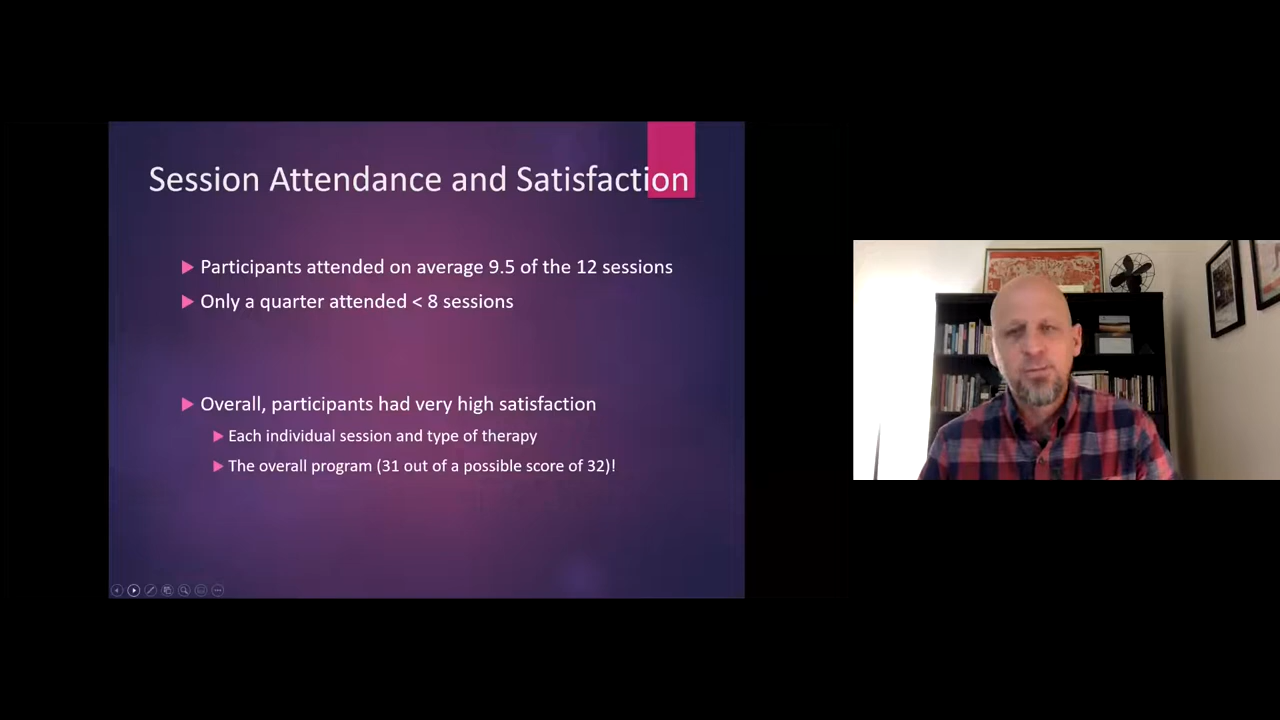 Session Attendance and Satisfaction
Participants attended on average 9.5 of the 12 sessions
Only a quarter attended < 8 sessions
Overall, participants had very high satisfaction
Each individual session and type of therapy
The overall program (31 out of a possible score of 32)!